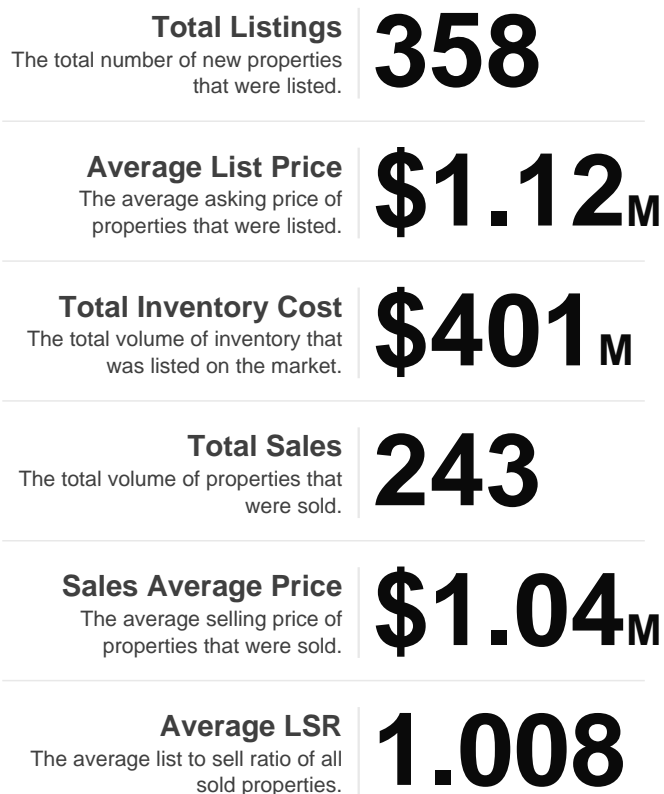 Total Listings
The total number of new properties
that were listed.
358
Average List Price
The average asking price of
properties that were listed.
$1.12M
Total Inventory Cost
The total volume of inventory that
was listed on the market.
$401M
Total Sales
The total volume of properties that
were sold.
243
Sales Average Price
The average selling price of
properties that were sold.
$1.04M
Average LSR
The average list to sell ratio of all
sold properties.
1.008